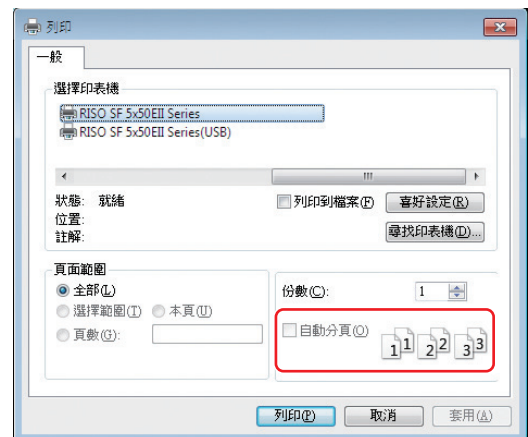 列印
一般
選擇印表機
RISO SF 5x50EII Series
RISO SF 5x50EII Series(USB)
狀態: 就緒
列印到檔案(F)
喜好設定(R)
位置:
註解:
尋找印表機(D)...
頁面範圍
全部(L)
選擇範圍(T)
本頁(U)
頁數(G):
份數(C):
1
自動分頁(O)
1 1 2 2 3 3
列印(P)
取消
套用(A)